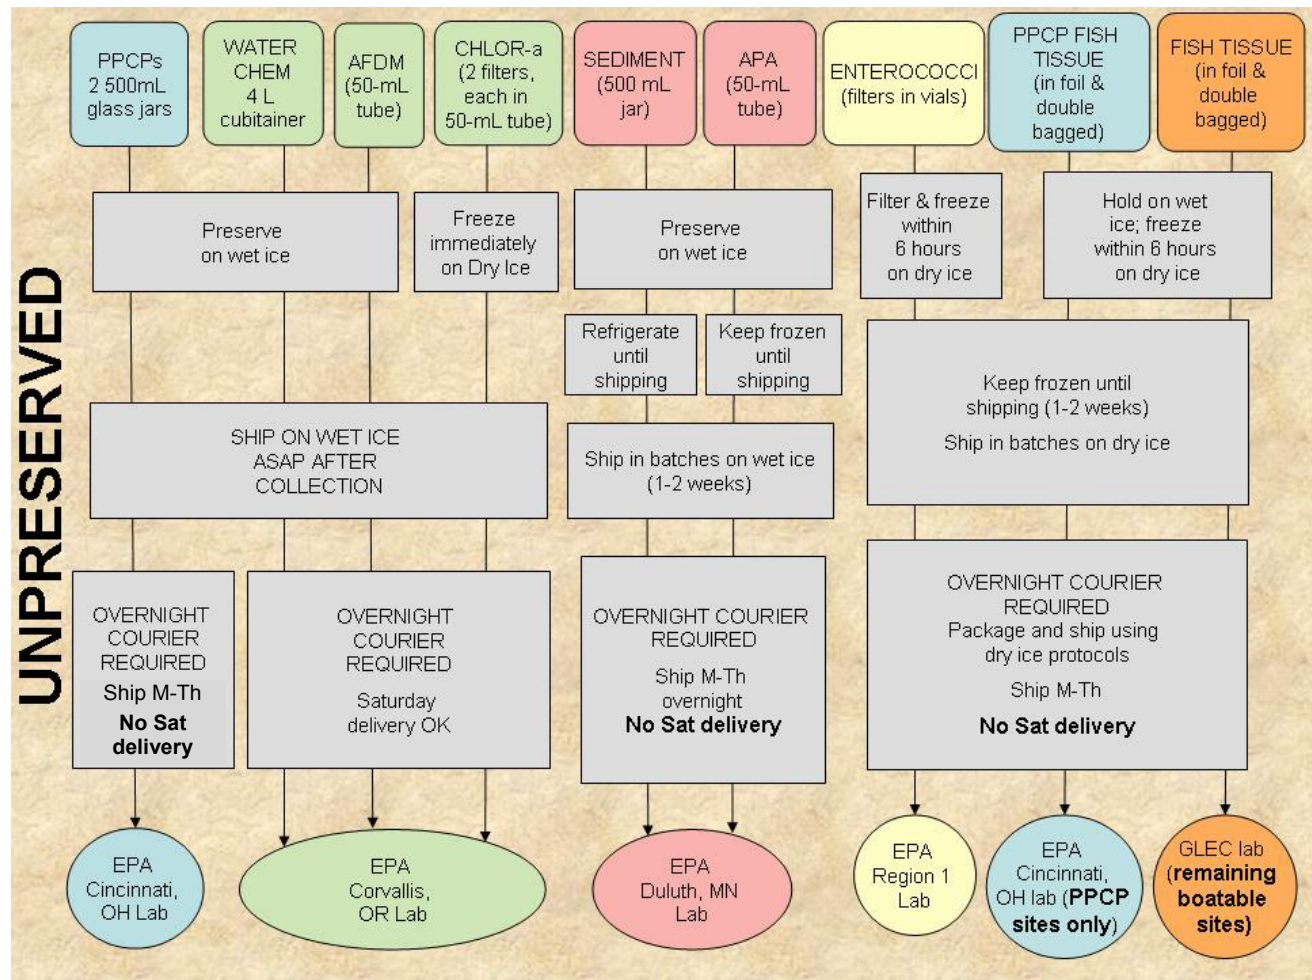 UNPRESERVED
PPCPs
2 500mL
glass jars
WATER
CHEM
4 L
cubitainer
AFDM
(50-mL
tube)
CHLOR-a
(2 filters,
each in
50-mL tube)
SEDIMENT
(500 mL
jar)
APA
(50-mL
tube)
ENTEROCOCCI
(filters in vials)
PPCP FISH
TISSUE
(in foil &
double
bagged)
FISH TISSUE
(in foil &
double
bagged)
Preserve
on wet ice
Freeze
immediately
on Dry Ice
Preserve
on wet ice
Filter & freeze
within
6 hours
on dry ice
Hold on wet
ice; freeze
within 6 hours
on dry ice
Refrigerate
until
shipping
Keep frozen
until
shipping
Keep frozen until
shipping (1-2 weeks)
Ship in batches on dry ice
SHIP ON WET ICE
ASAP AFTER
COLLECTION
Ship in batches on wet ice
(1-2 weeks)
OVERNIGHT
COURIER
REQUIRED
Ship M-Th
No Sat
delivery
OVERNIGHT
COURIER
REQUIRED
Saturday
delivery OK
OVERNIGHT COURIER
REQUIRED
Ship M-Th
overnight
No Sat delivery
OVERNIGHT COURIER
REQUIRED
Package and ship using
dry ice protocols
Ship M-Th
No Sat delivery
EPA
Cincinnati,
OH Lab
EPA
Corvallis,
OR Lab
EPA
Duluth, MN
Lab
EPA
Region 1
Lab
EPA
Cincinnati,
OH lab (PPCP
sites only)
GLEC lab
(remaining
boatable
sites)